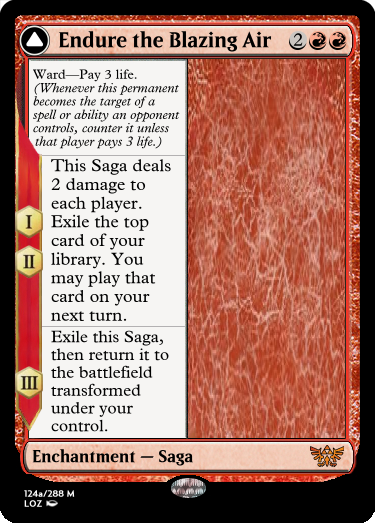 Endure the Blazing Air 2
Ward—Pay 3 life.
(Whenever this permanent
becomes the target of a
spell or ability an opponent
controls, counter it unless
that player pays 3 life.)
I
II
This Saga deals
2 damage to
each player.
Exile the top
card of your
library. You
may play that
card on your
next turn.
III
Exile this Saga,
then return it to
the battlefield
transformed
under your
control.
Enchantment — Saga
124a/288 M
LOZ